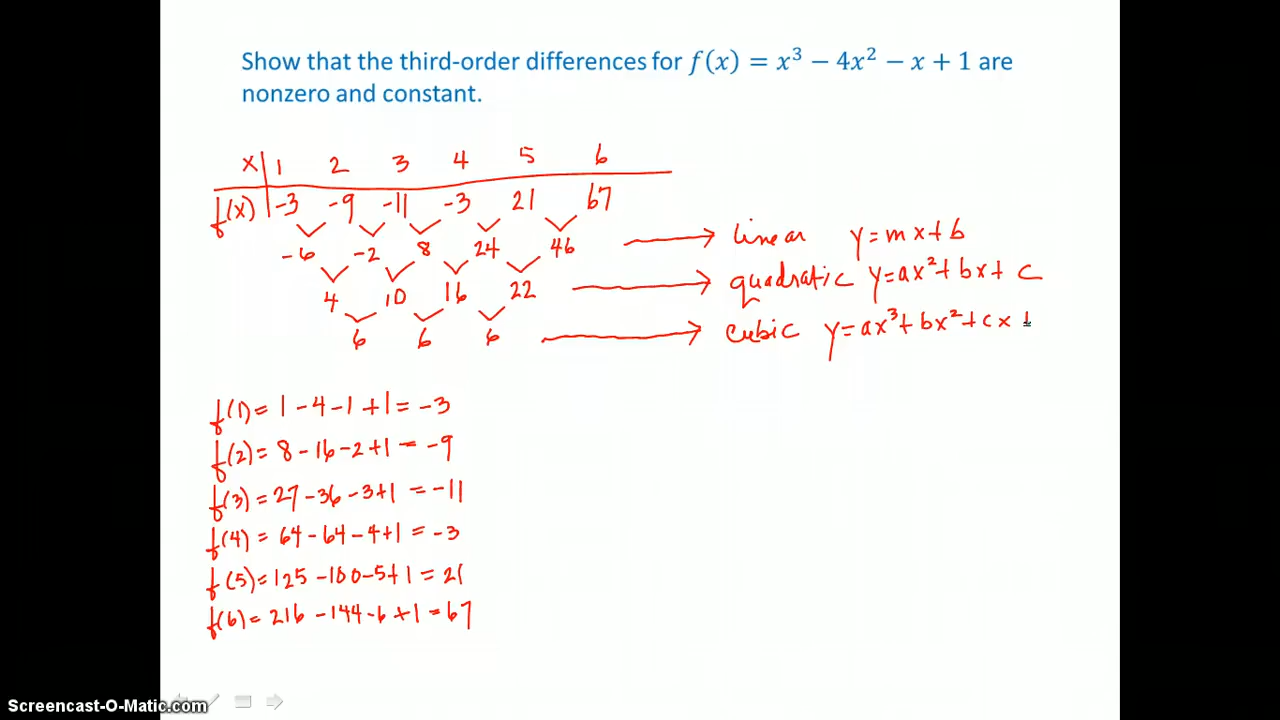 Show that the third-order differences for f(x) = x³ − 4x² − x + 1 are
nonzero and constant.
x 1 2 3 4 5 6
f(x) -3 -9 -11 -3 21 67
-6 -2 8 24 46 → linear y = mx + b
4 10 16 22 → quadratic y = ax² + bx + c
6 6 6 → cubic y = ax³ + bx² + cx +
f(1) = 1 - 4 - 1 + 1 = -3
f(2) = 8 - 16 - 2 + 1 = -9
f(3) = 27 - 36 - 3 + 1 = -11
f(4) = 64 - 64 - 4 + 1 = -3
f(5) = 125 - 100 - 5 + 1 = 21
f(6) = 216 - 144 - 6 + 1 = 67
Screencast-O-Matic.com